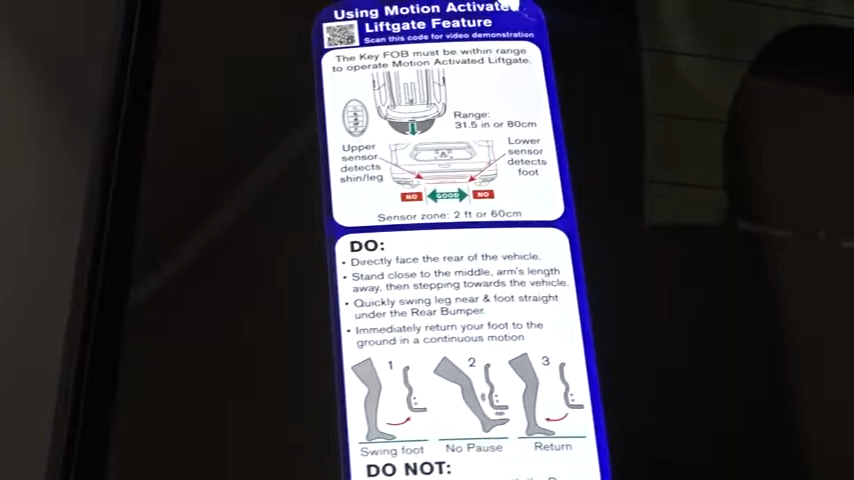 Using Motion Activated
Liftgate Feature
Scan this code for video demonstration
The Key FOB must be within range
to operate Motion Activated Liftgate.
Range:
31.5 in or 80cm
Upper
sensor
detects
shin/leg
Lower
sensor
detects
foot
NO GOOD NO
Sensor zone: 2 ft or 60cm
DO:
• Directly face the rear of the vehicle.
• Stand close to the middle, arm's length
away, then stepping towards the vehicle.
• Quickly swing leg near & foot straight
under the Rear Bumper.
• Immediately return your foot to the
ground in a continuous motion
1 2 3
Swing foot No Pause Return
DO NOT: